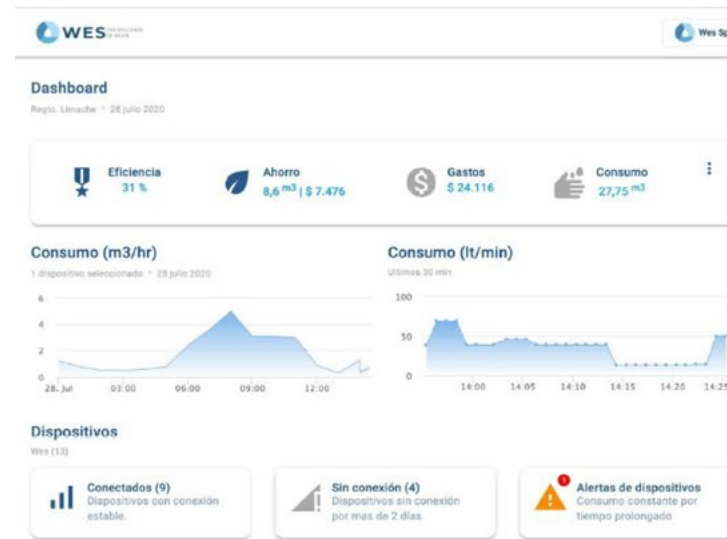 WES
Wes Sp
Dashboard
Regio. Limache • 28 julio 2020
Eficiencia
31 %
Ahorro
8,6 m3 | $ 7.476
Gastos
$ 24.116
Consumo
27,75 m3
Consumo (m3/hr)
1 dispositivo seleccionado • 28 julio 2020
6
4
2
0
28. Jul
03:00
06:00
09:00
12:00
Consumo (lt/min)
Ultimos 30 min
100
50
0
14:00
14:05
14:10
14:15
14:20
14:25
Dispositivos
Wes (13)
Conectados (9)
Dispositivos con conexión
estable.
Sin conexión (4)
Dispositivos sin conexión
por mas de 2 días.
Alertas de dispositivos
Consumo constante por
tiempo prolongado